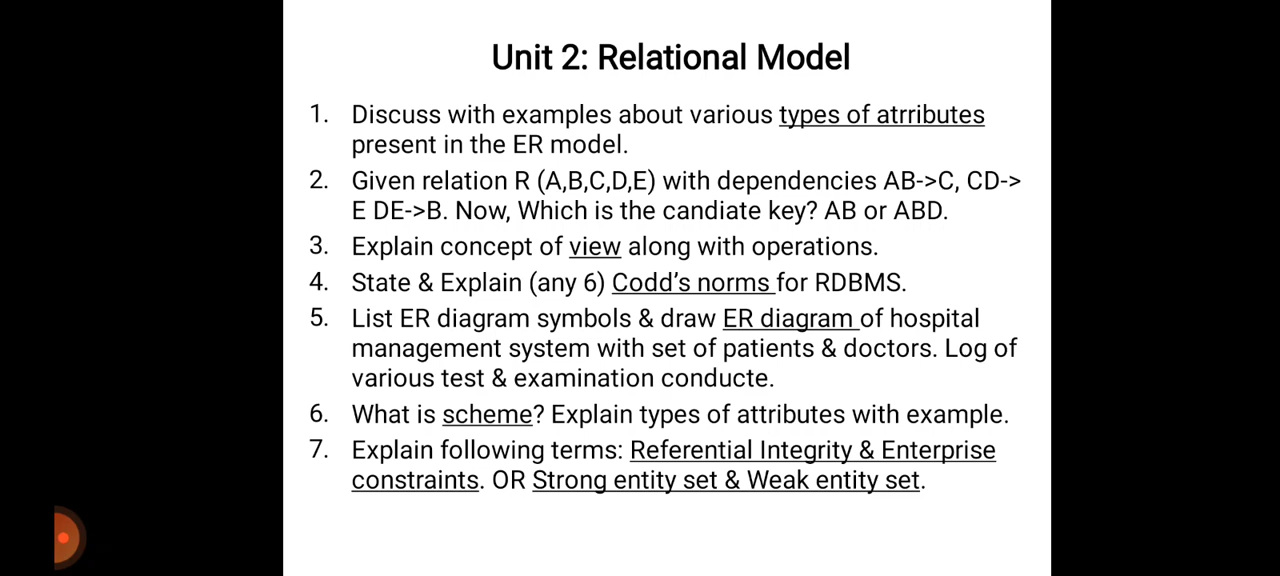 Unit 2: Relational Model
1. Discuss with examples about various types of atrributes
present in the ER model.
2. Given relation R (A,B,C,D,E) with dependencies AB->C, CD->
E DE->B. Now, Which is the candiate key? AB or ABD.
3. Explain concept of view along with operations.
4. State & Explain (any 6) Codd's norms for RDBMS.
5. List ER diagram symbols & draw ER diagram of hospital
management system with set of patients & doctors. Log of
various test & examination conducte.
6. What is scheme? Explain types of attributes with example.
7. Explain following terms: Referential Integrity & Enterprise
constraints. OR Strong entity set & Weak entity set.